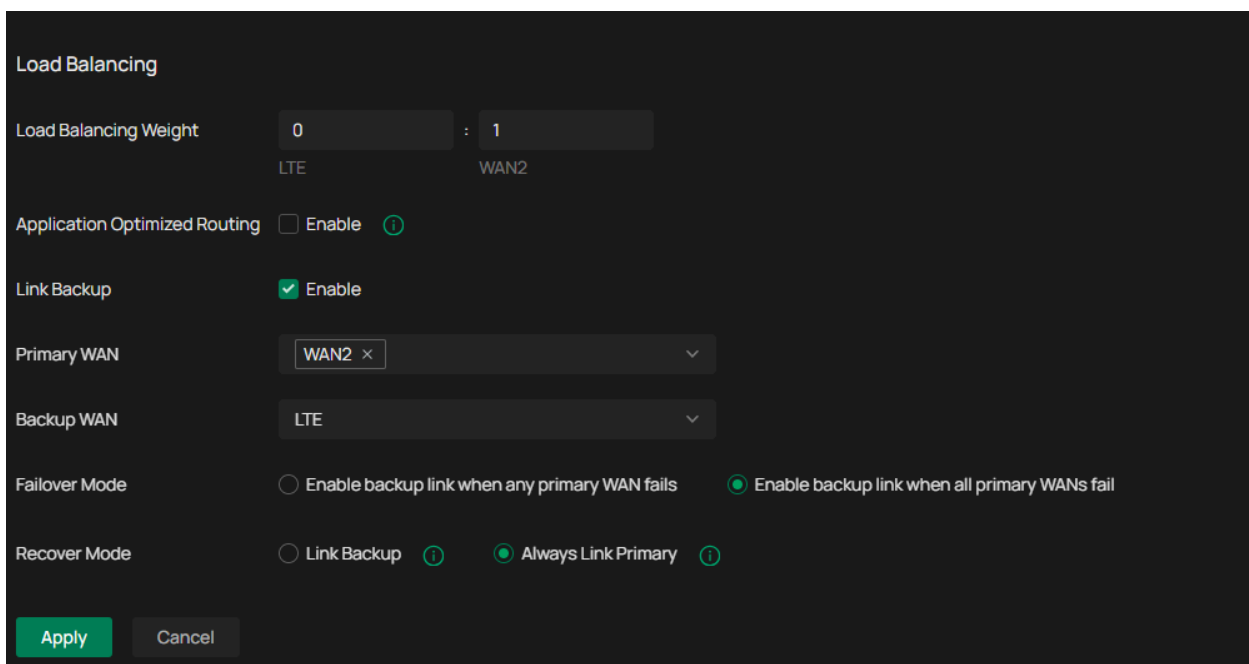 Load Balancing
Load Balancing Weight 0 : 1
LTE WAN2
Application Optimized Routing Enable
Link Backup Enable
Primary WAN WAN2 ×
Backup WAN LTE
Failover Mode Enable backup link when any primary WAN fails Enable backup link when all primary WANs fail
Recover Mode Link Backup Always Link Primary
Apply Cancel